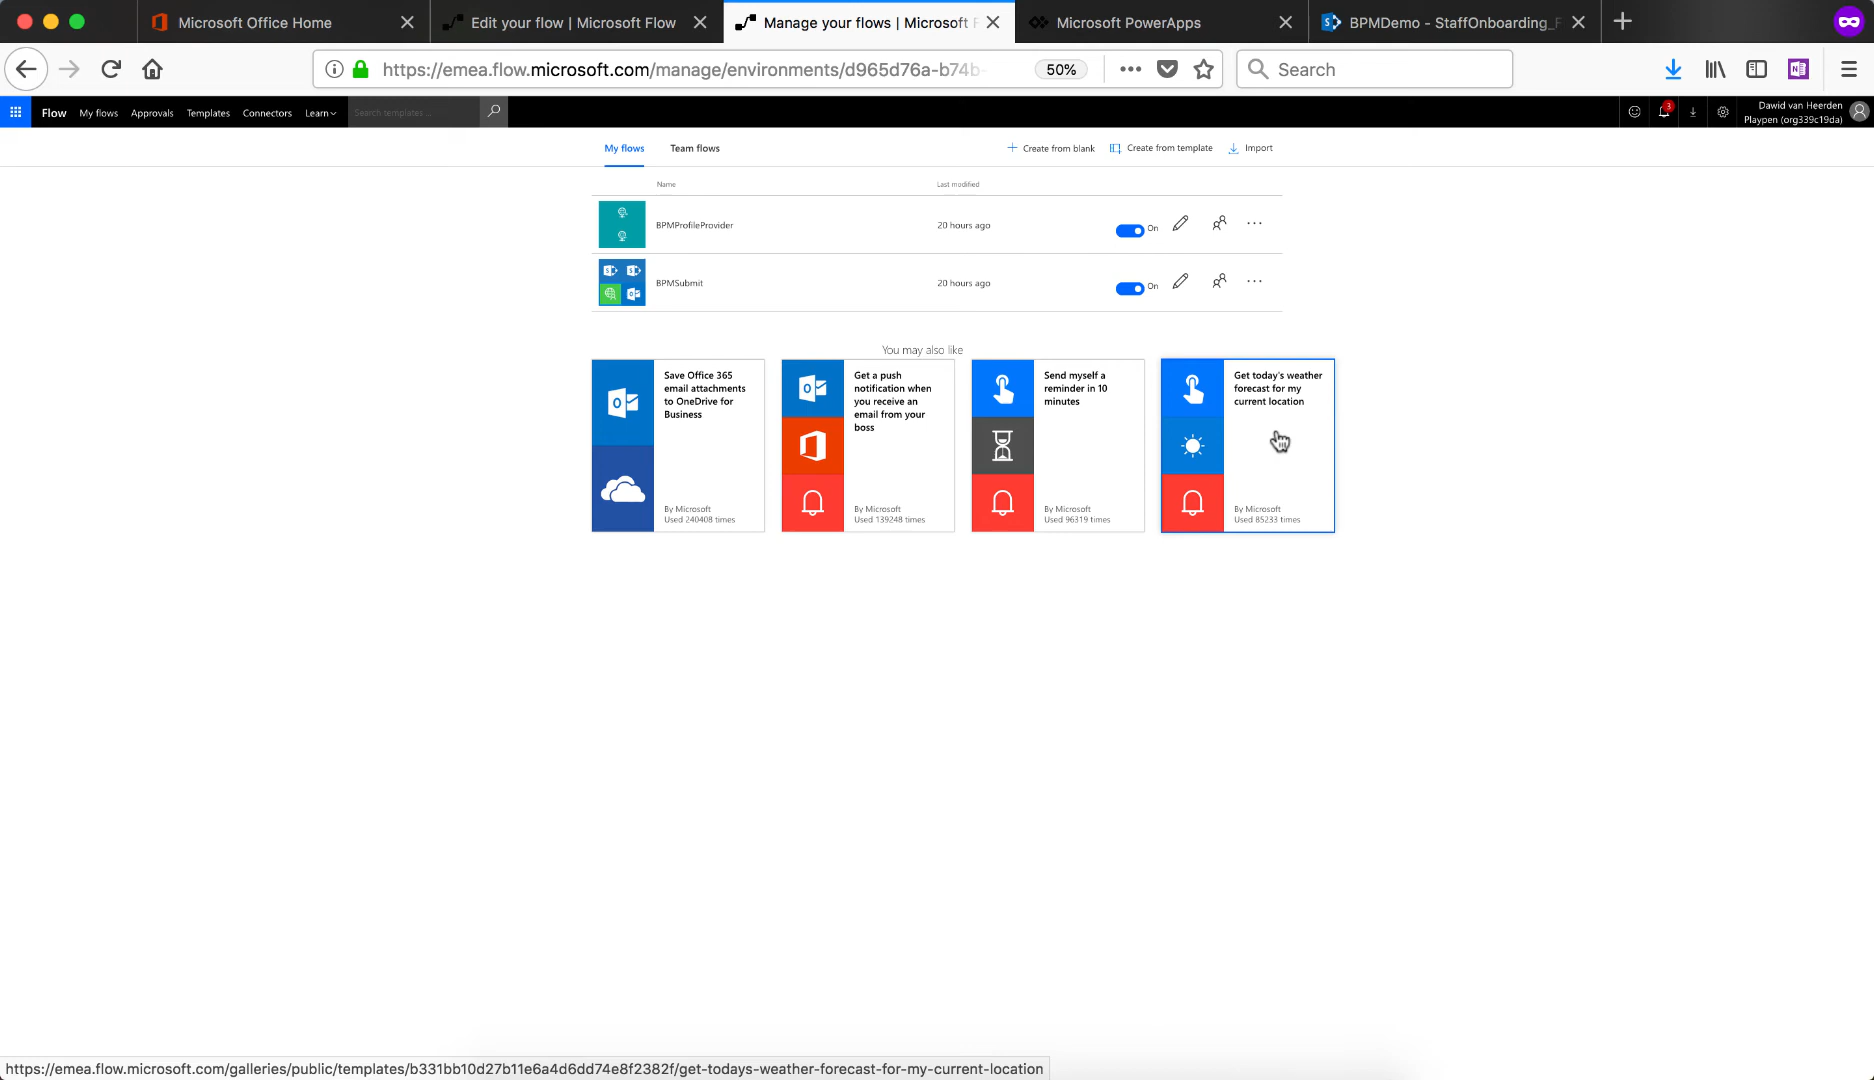 Microsoft Office Home
Edit your flow | Microsoft Flow
Manage your flows | Microsoft F
Microsoft PowerApps
BPMDemo - StaffOnboarding_F
https://emea.flow.microsoft.com/manage/environments/d965d76a-b74b-
50%
Search
Flow
My flows
Approvals
Templates
Connectors
Learn
Search templates ...
3
Dawid van Heerden
Playpen (org339c19da)
My flows
Team flows
Create from blank
Create from template
Import
Name
Last modified
BPMProfileProvider
20 hours ago
On
BPMSubmit
20 hours ago
On
You may also like
Save Office 365
email attachments
to OneDrive for
Business
By Microsoft
Used 240408 times
Get a push
notification when
you receive an
email from your
boss
By Microsoft
Used 139248 times
Send myself a
reminder in 10
minutes
By Microsoft
Used 96319 times
Get today's weather
forecast for my
current location
By Microsoft
Used 85233 times
https://emea.flow.microsoft.com/galleries/public/templates/b331bb10d27b11e6a4d6dd74e8f2382f/get-todays-weather-forecast-for-my-current-location